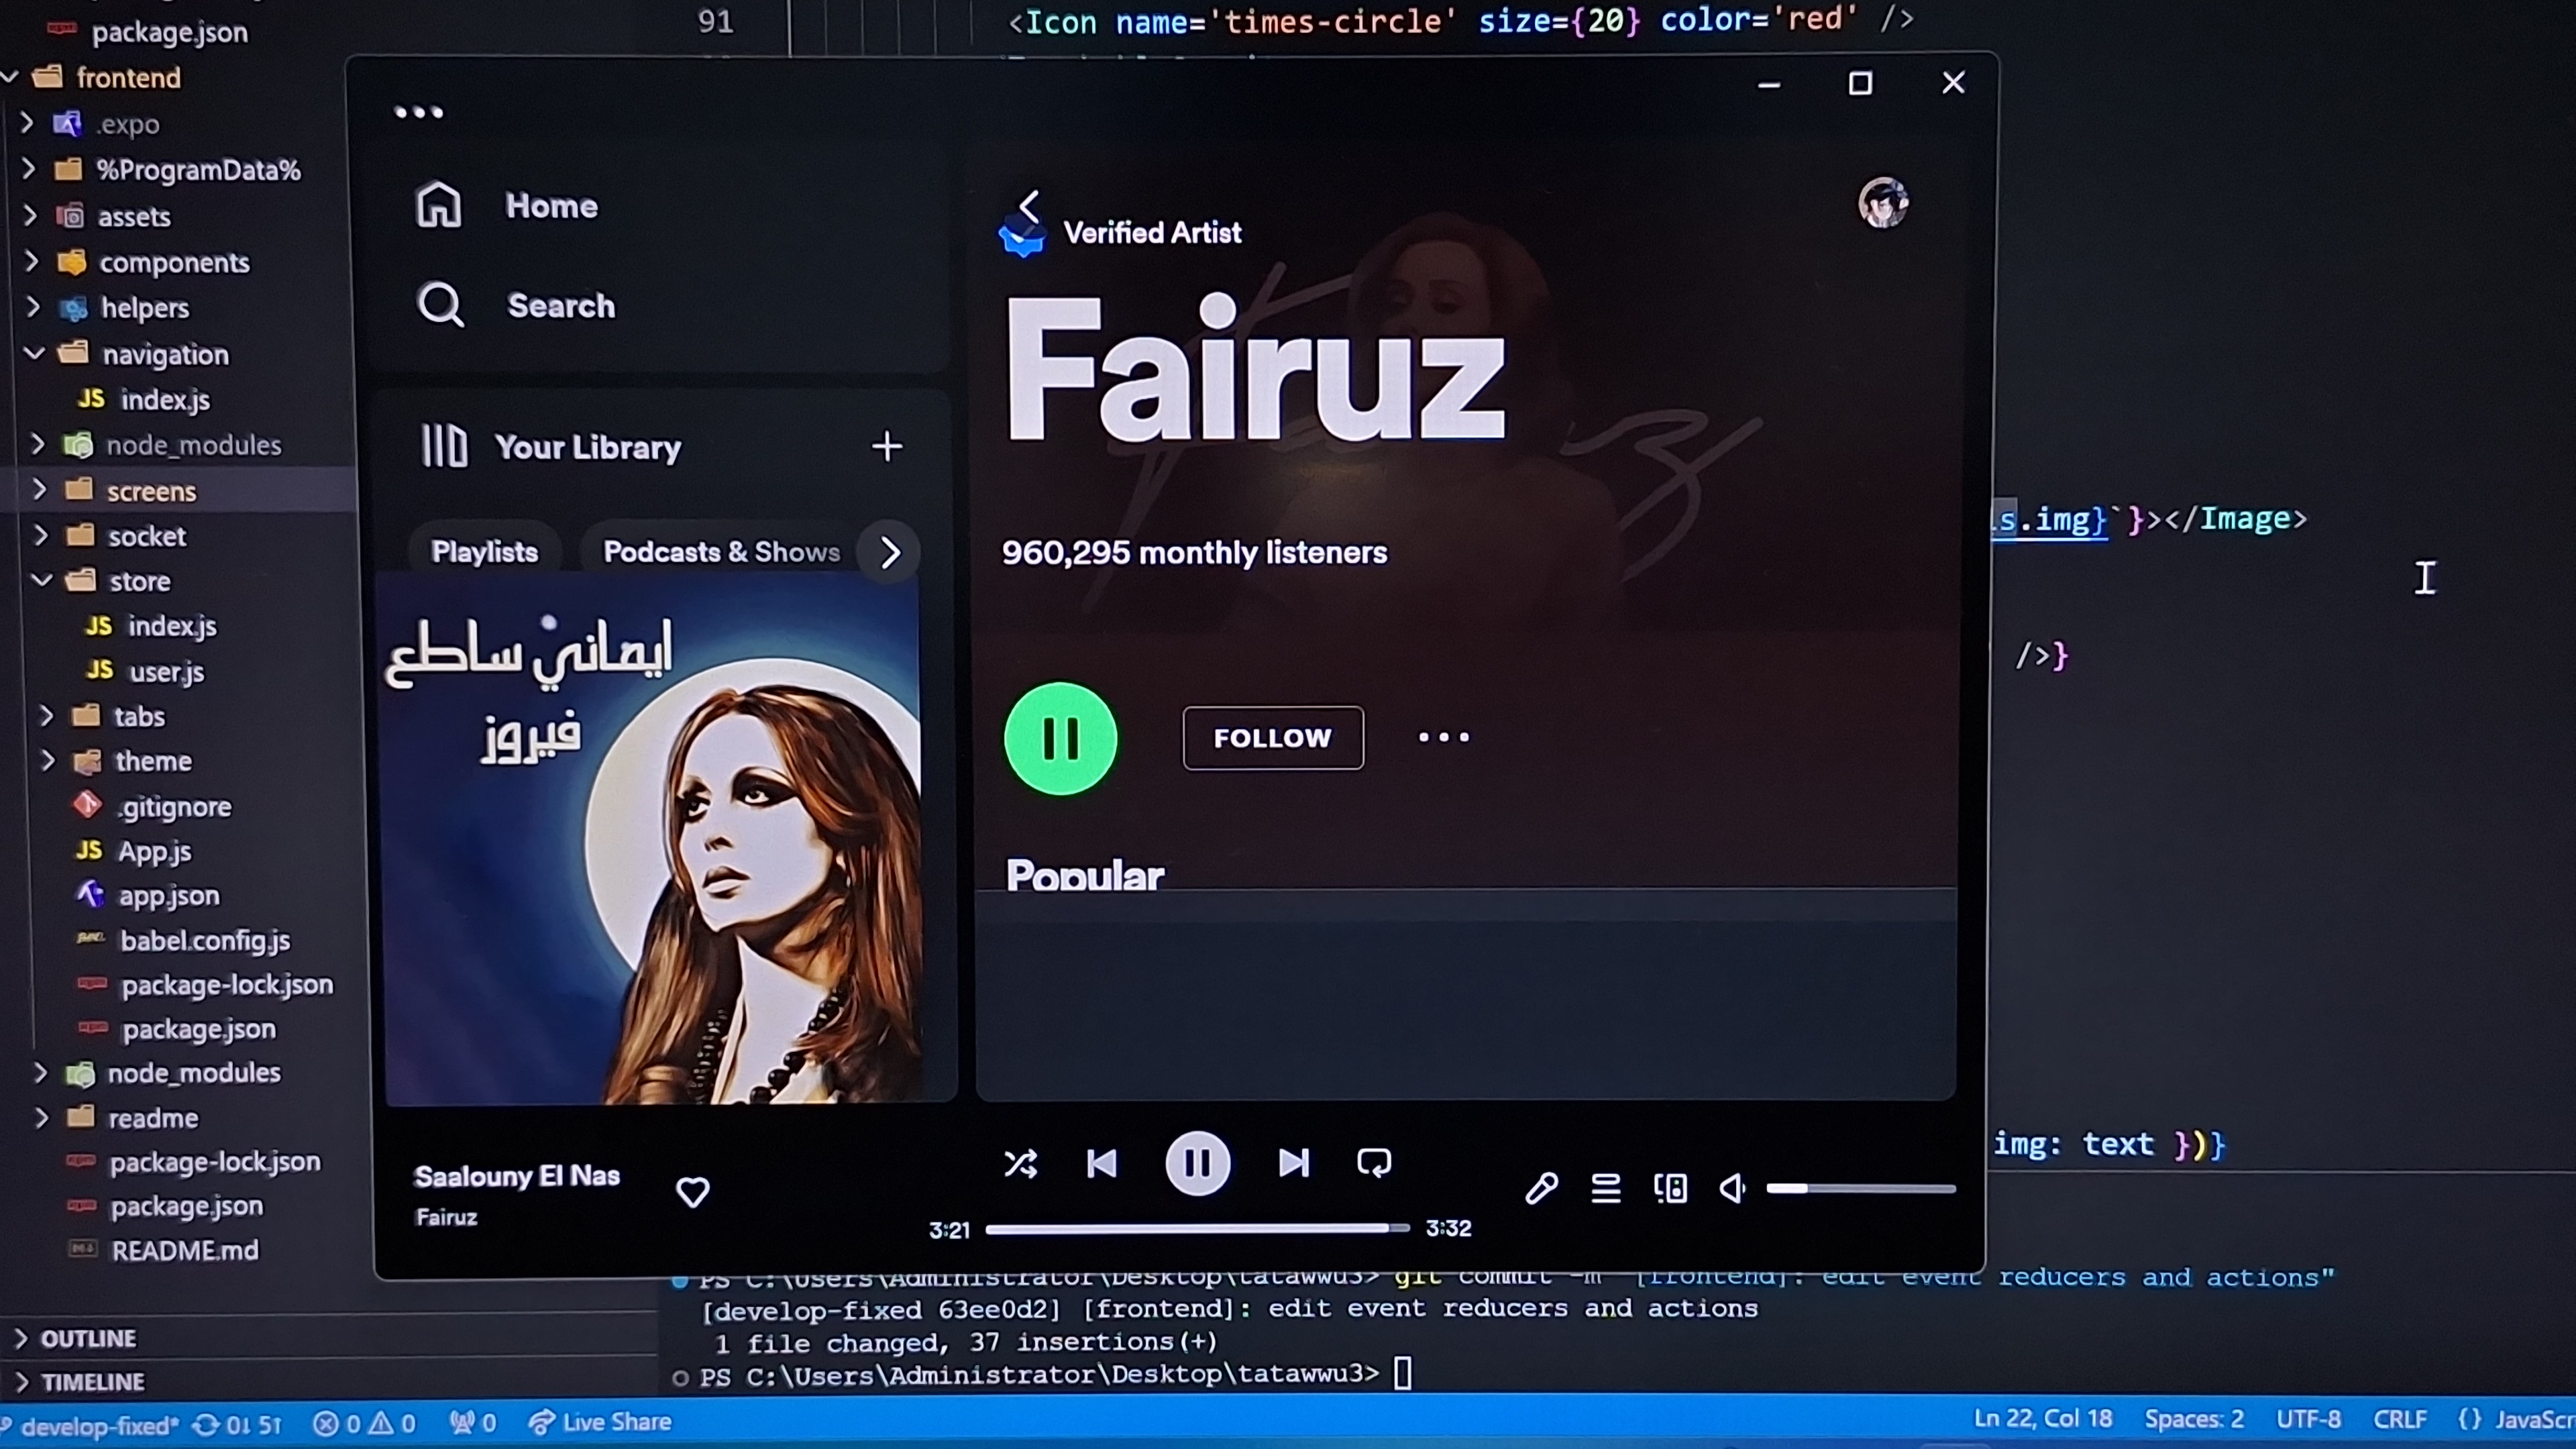 package.json
frontend
.expo
%ProgramData%
assets
components
helpers
navigation
JS index.js
node_modules
screens
socket
store
JS index.js
JS user.js
tabs
theme
.gitignore
JS App.js
app.json
babel.config.js
package-lock.json
package.json
node_modules
readme
package-lock.json
package.json
README.md
OUTLINE
TIMELINE
91 <Icon name='times-circle' size={20} color='red' />
s.img}`}></Image>
/>}
img: text })}
Home
Search
Your Library
Playlists
Podcasts & Shows
ايماني ساطع
فيروز
Verified Artist
Fairuz
960,295 monthly listeners
FOLLOW
Popular
Saalouny El Nas
Fairuz
3:21
3:32
PS C:\Users\Administrator\Desktop\tatawwu3> git commit -m "[frontend]: edit event reducers and actions"
[develop-fixed 63ee0d2] [frontend]: edit event reducers and actions
1 file changed, 37 insertions(+)
PS C:\Users\Administrator\Desktop\tatawwu3>
develop-fixed* 0↓ 5↑ 0 0 0 Live Share
Ln 22, Col 18 Spaces: 2 UTF-8 CRLF {} JavaScr